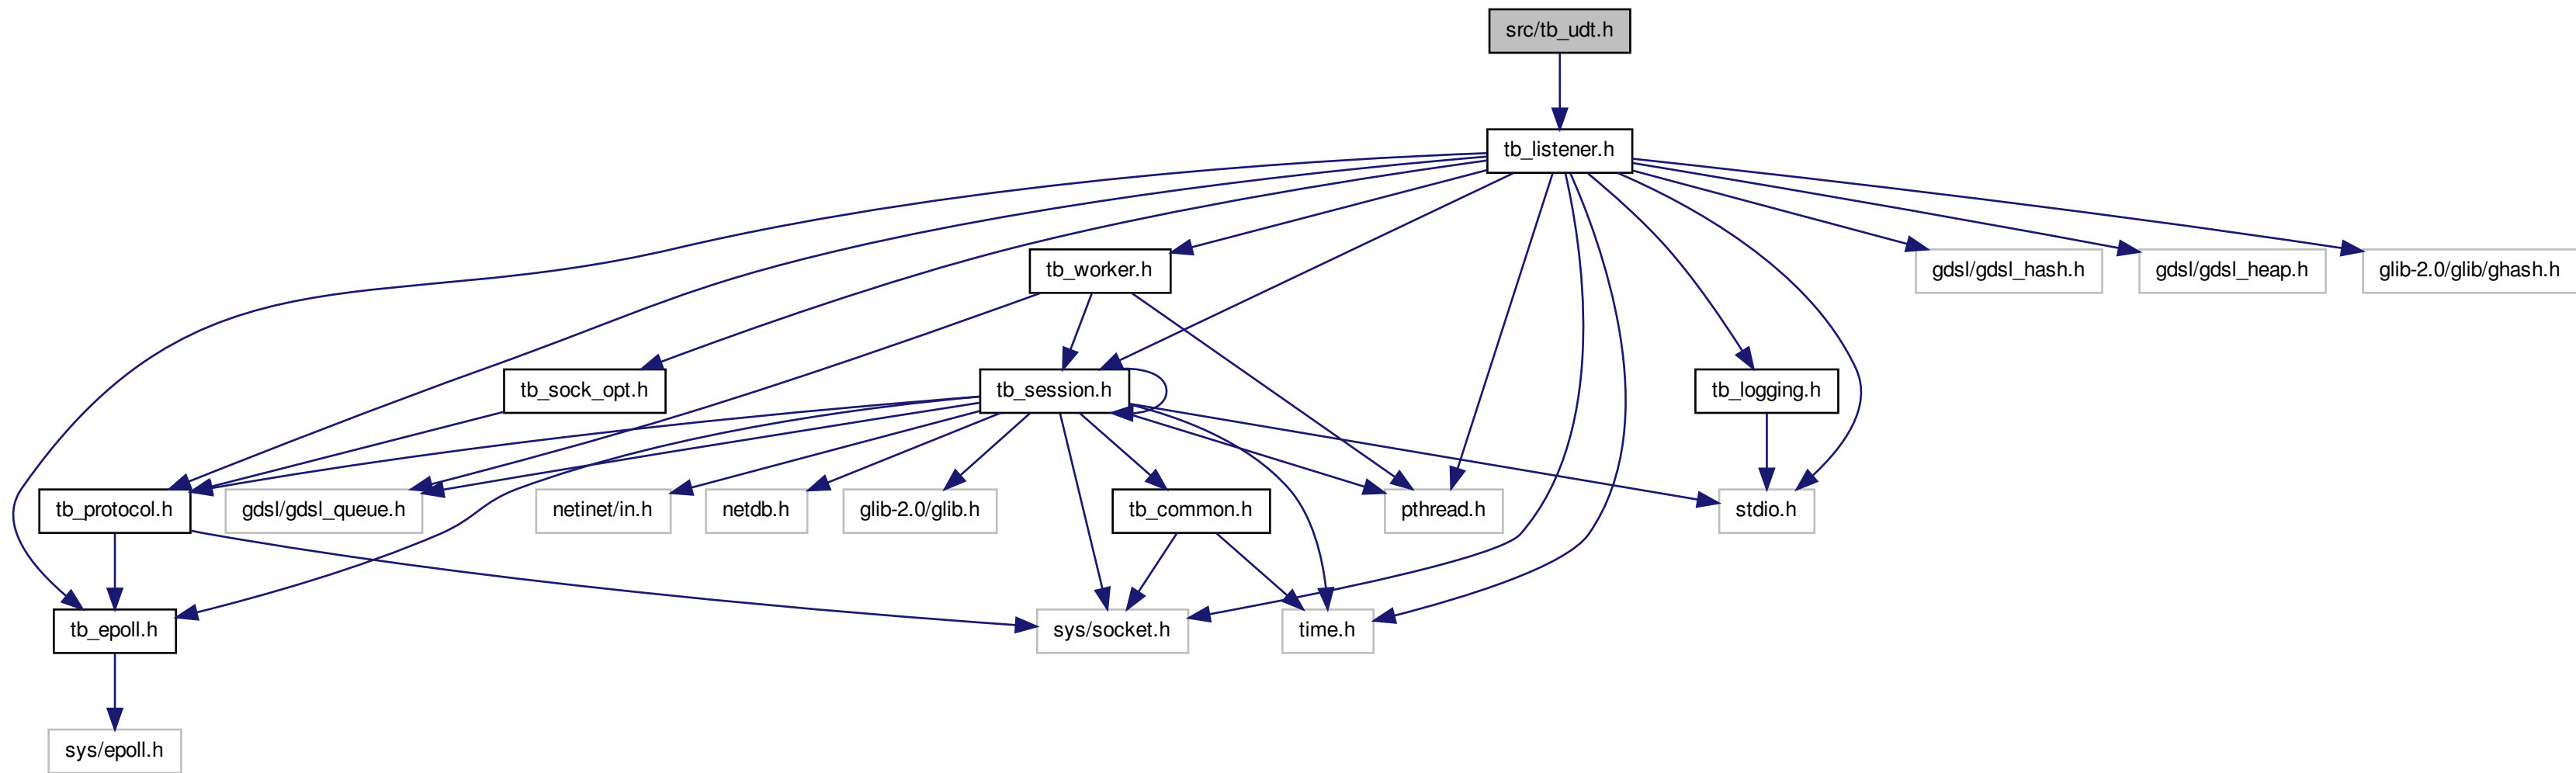 src/tb_udt.h
tb_listener.h
tb_worker.h
gdsl/gdsl_hash.h
gdsl/gdsl_heap.h
glib-2.0/glib/ghash.h
tb_sock_opt.h
tb_session.h
tb_logging.h
tb_protocol.h
gdsl/gdsl_queue.h
netinet/in.h
netdb.h
glib-2.0/glib.h
tb_common.h
pthread.h
stdio.h
tb_epoll.h
sys/socket.h
time.h
sys/epoll.h